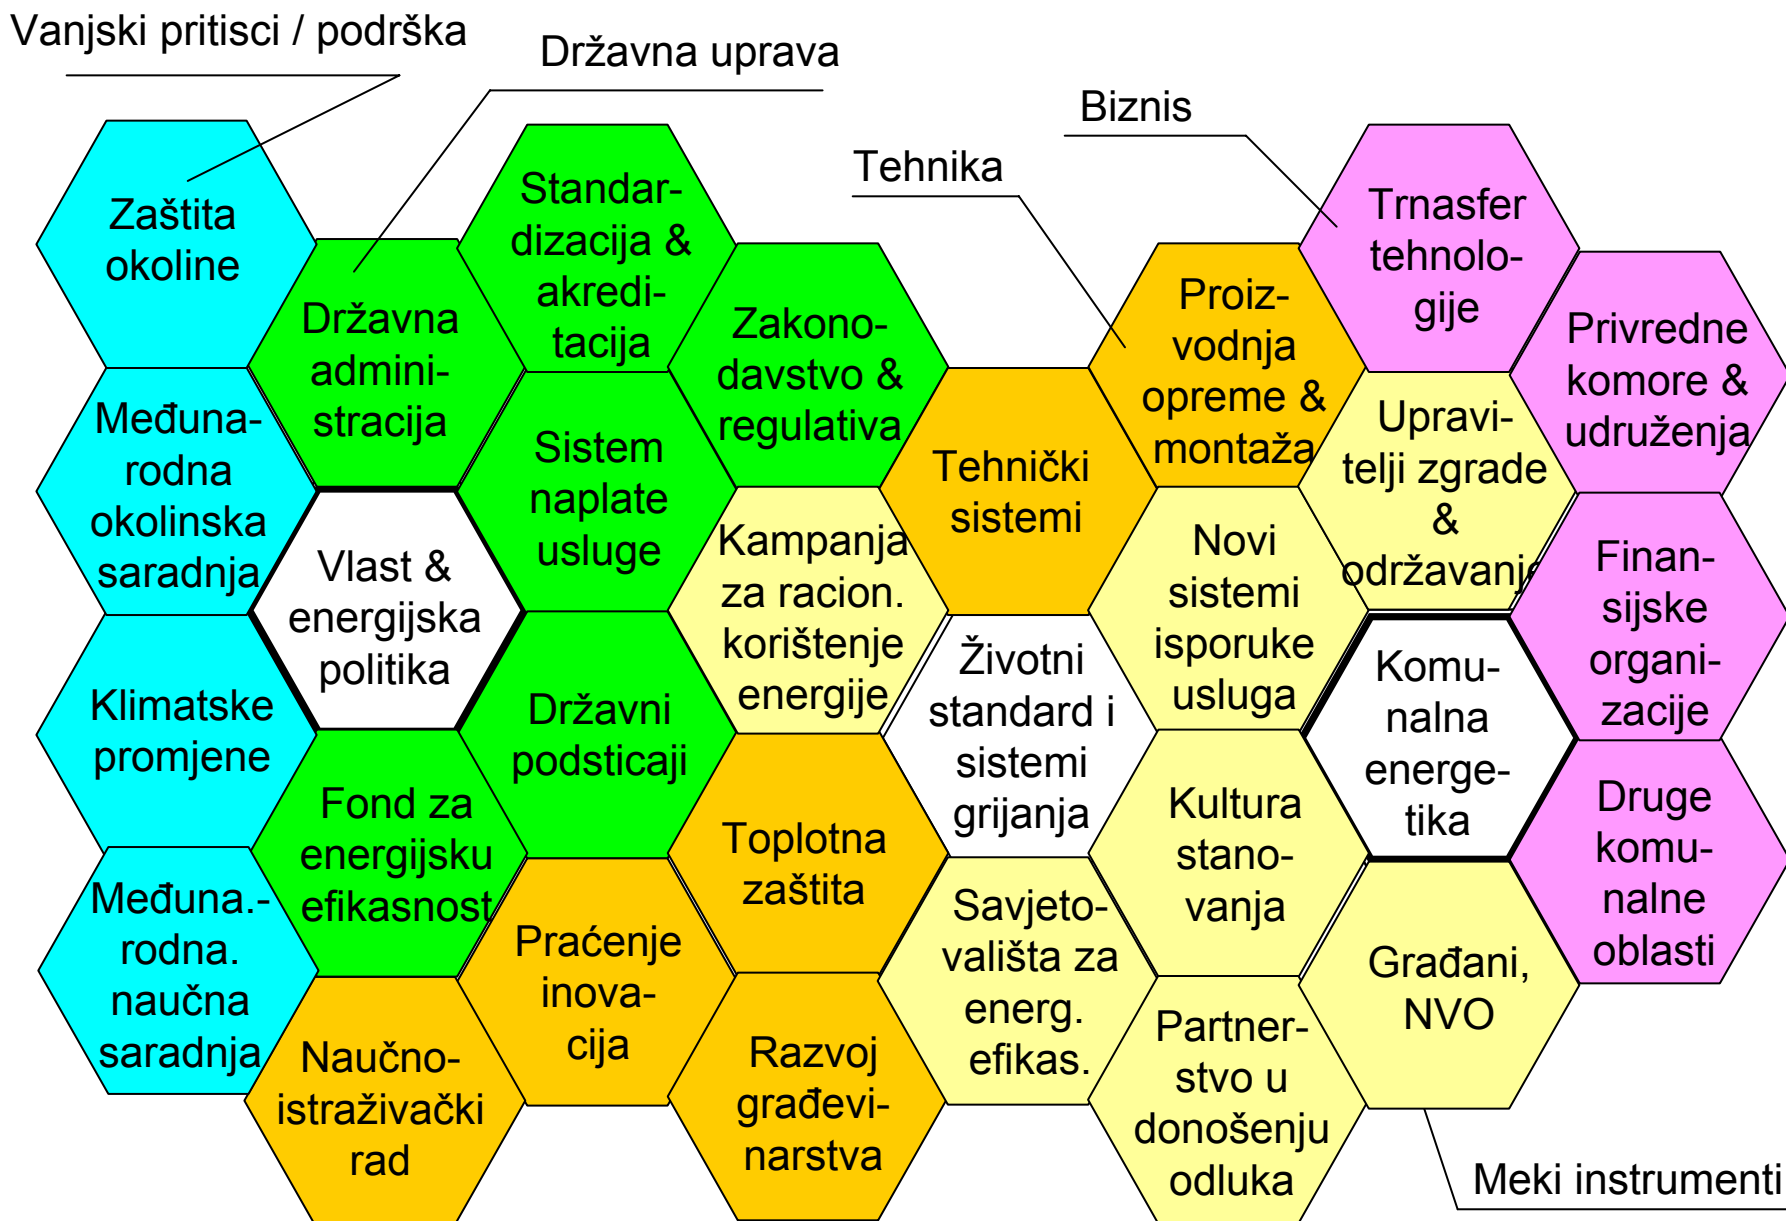 Vanjski pritisci / podrška
Državna uprava
Biznis
Tehnika
Zaštita
okoline
Međuna-
rodna
okolinska
saradnja
Klimatske
promjene
Međuna.-
rodna.
naučna
saradnja
Državna
admini-
stracija
Vlast &
energijska
politika
Fond za
energijsku
efikasnost
Naučno-
istraživački
rad
Standar-
dizacija &
akredi-
tacija
Sistem
naplate
usluge
Državni
podsticaji
Praćenje
inova-
cija
Zakono-
davstvo &
regulativa
Kampanja
za racion.
korištenje
energije
Toplotna
zaštita
Razvoj
građevi-
narstva
Tehnički
sistemi
Životni
standard i
sistemi
grijanja
Savjeto-
vališta za
energ.
efikas.
Proiz-
vodnja
opreme &
montaža
Novi
sistemi
isporuke
usluga
Kultura
stano-
vanja
Partner-
stvo u
donošenju
odluka
Trnasfer
tehnolo-
gije
Upravi-
telji zgrade
&
održavanje
Komu-
nalna
energe-
tika
Građani,
NVO
Privredne
komore &
udruženja
Finan-
sijske
organi-
zacije
Druge
komu-
nalne
oblasti
Meki instrumenti